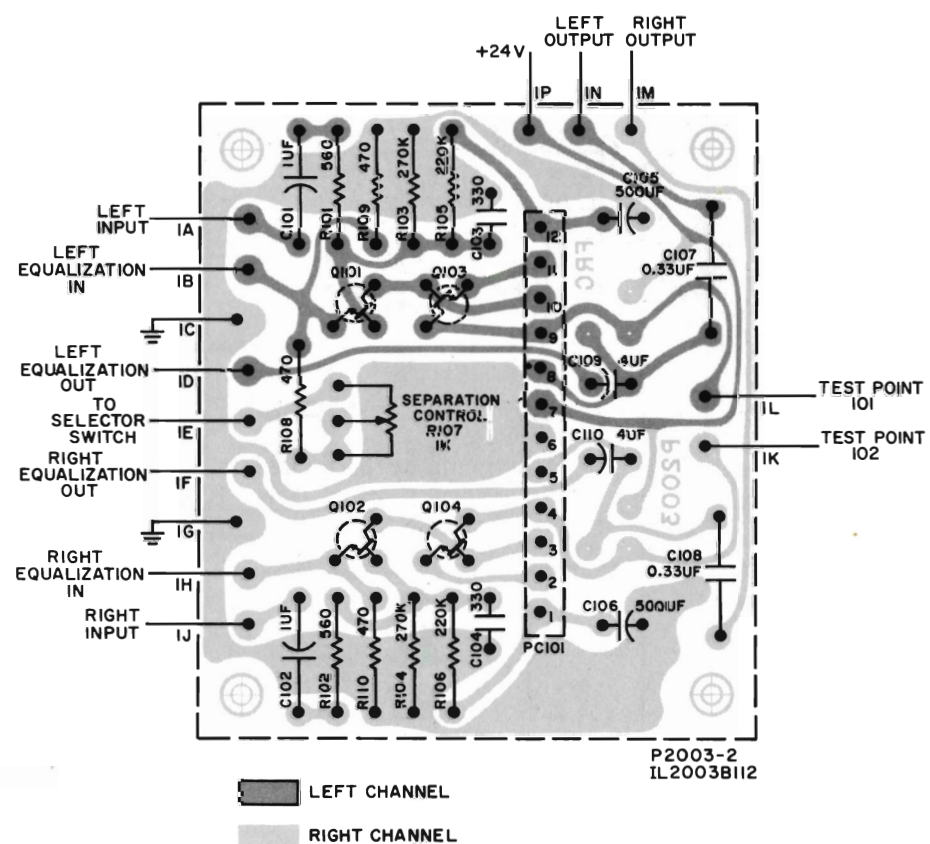 LEFT OUTPUT
RIGHT OUTPUT
+24V
IP
IN
IM
1UF
560
470
270K
220K
330
C101
R101
R109
R103
R105
C103
C105
500UF
LEFT INPUT
IA
LEFT EQUALIZATION IN
IB
IC
Q101
Q103
FRC
C107
0.33UF
12
11
10
9
8
7
6
5
4
3
2
1
LEFT EQUALIZATION OUT
ID
470
R108
C109
4UF
TO SELECTOR SWITCH
IE
SEPARATION CONTROL
R107
1K
IL
TEST POINT 101
C110
4UF
IK
TEST POINT 102
RIGHT EQUALIZATION OUT
IF
P2003
IG
Q102
Q104
C108
0.33UF
RIGHT EQUALIZATION IN
IH
RIGHT INPUT
IJ
1UF
560
470
270K
220K
330
C102
R102
R110
R104
R106
C104
C106
500UF
PC101
P2003-2
IL2003B112
LEFT CHANNEL
RIGHT CHANNEL